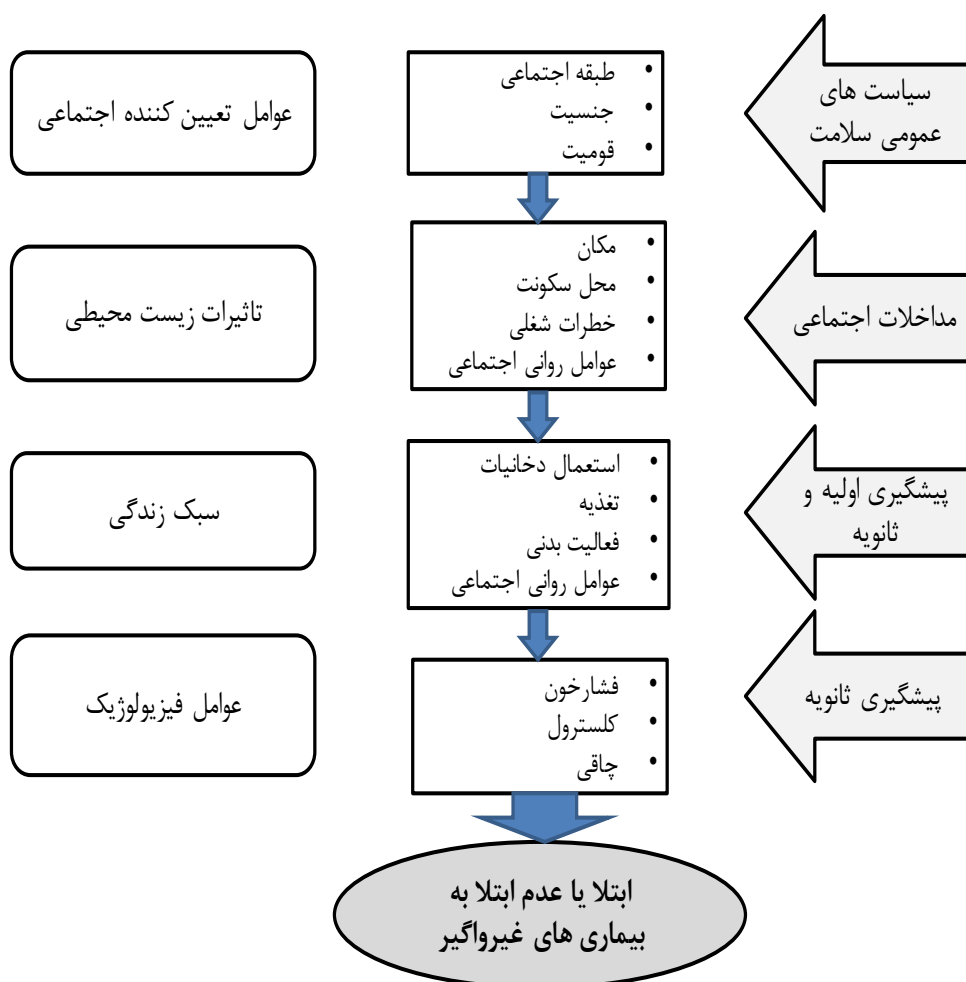 سیاست های
عمومی سلامت
• طبقه اجتماعی
• جنسیت
• قومیت
عوامل تعیین کننده اجتماعی
مداخلات اجتماعی
• مکان
• محل سکونت
• خطرات شغلی
• عوامل روانی اجتماعی
تاثیرات زیست محیطی
پیشگیری اولیه و
ثانویه
• استعمال دخانیات
• تغذیه
• فعالیت بدنی
• عوامل روانی اجتماعی
سبک زندگی
پیشگیری ثانویه
• فشارخون
• کلسترول
• چاقی
عوامل فیزیولوژیک
ابتلا یا عدم ابتلا به
بیماری های غیرواگیر